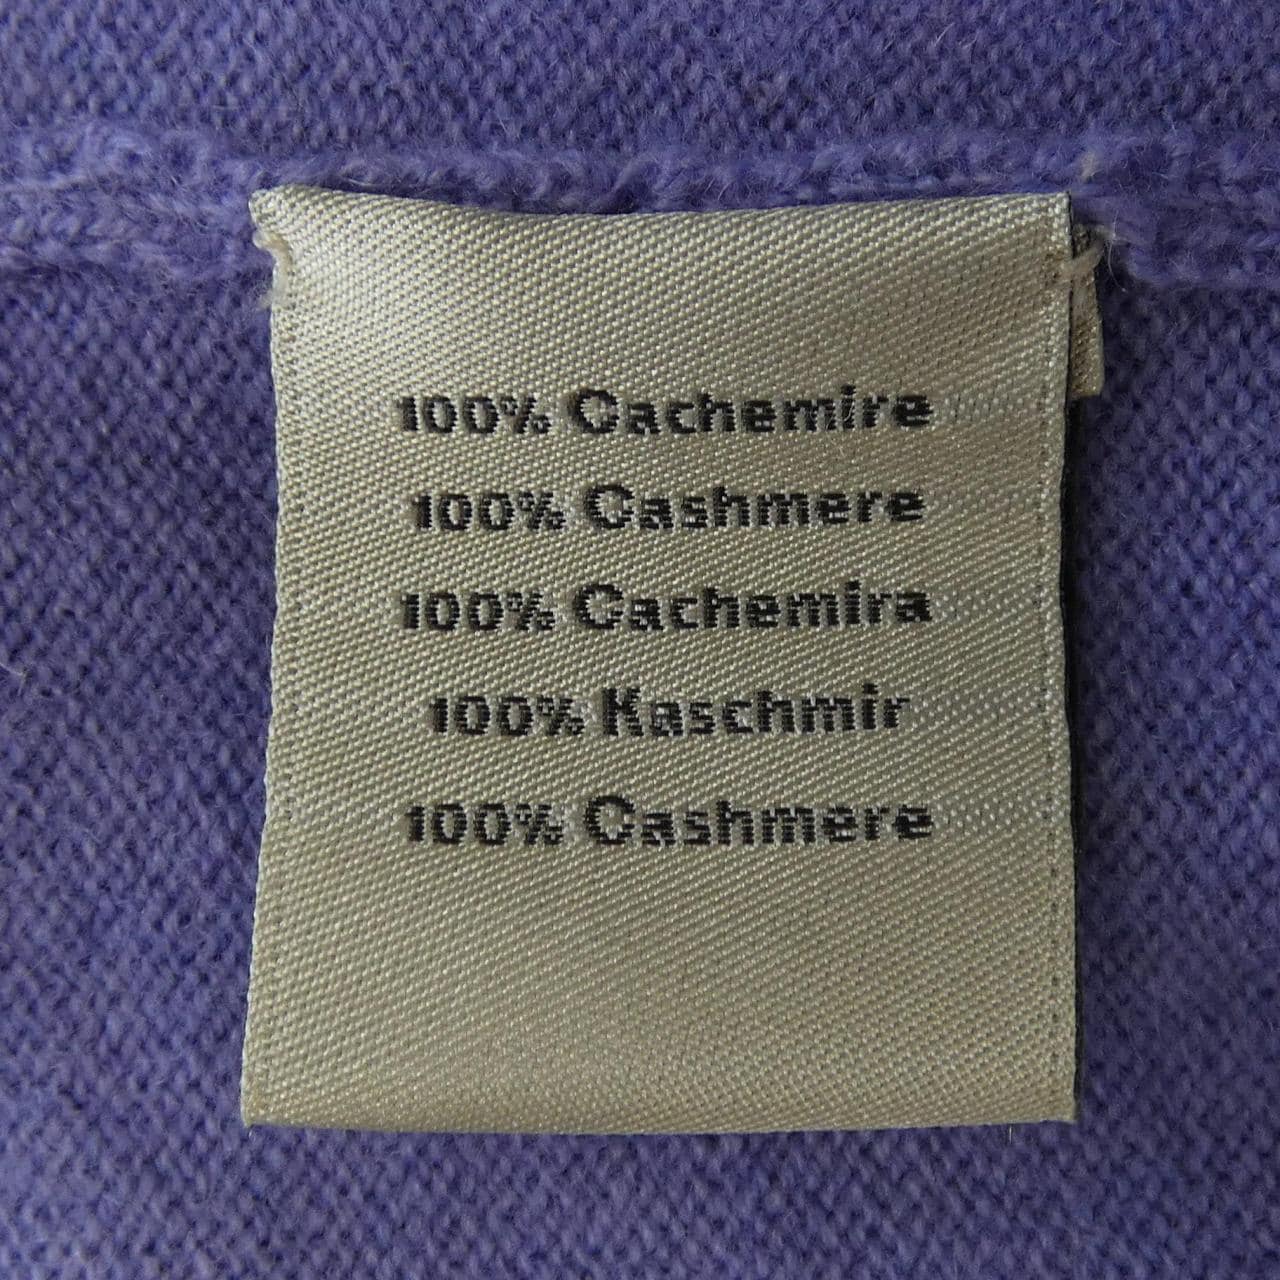 100% Cachemire
100% Cashmere
100% Cachemira
100% Kaschmir
100% Cashmere